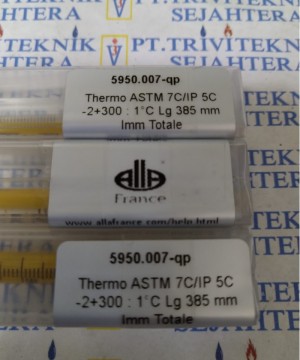 5950.007-qp
Thermo ASTM 7C/IP 5C
-2+300 : 1°C Lg 385 mm
Imm Totale
allA
France
www.allafrance.com/help.html
5950.007-qp
Thermo ASTM 7C/IP 5C
-2+300 : 1°C Lg 385 mm
Imm Totale
PT.TIRTA TEKNIK
SEJAHTERA